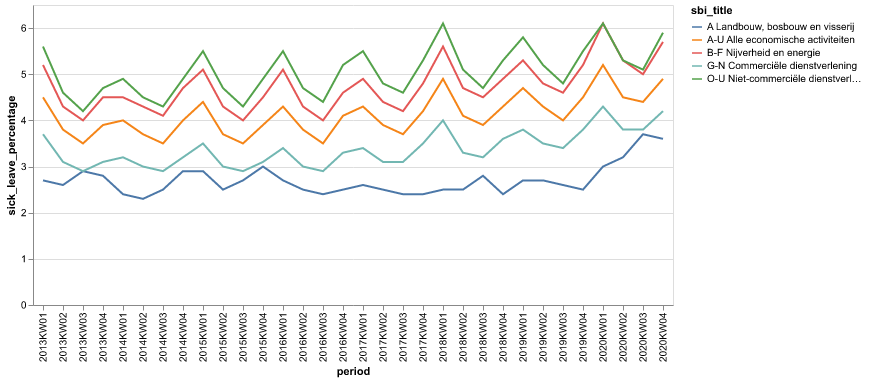 sbi_title
A Landbouw, bosbouw en visserij
A-U Alle economische activiteiten
B-F Nijverheid en energie
G-N Commerciële dienstverlening
O-U Niet-commerciële dienstverl…
sick_leave_percentage
6
5
4
3
2
1
0
2013KW01
2013KW02
2013KW03
2013KW04
2014KW01
2014KW02
2014KW03
2014KW04
2015KW01
2015KW02
2015KW03
2015KW04
2016KW01
2016KW02
2016KW03
2016KW04
2017KW01
2017KW02
2017KW03
2017KW04
2018KW01
2018KW02
2018KW03
2018KW04
2019KW01
2019KW02
2019KW03
2019KW04
2020KW01
2020KW02
2020KW03
2020KW04
period